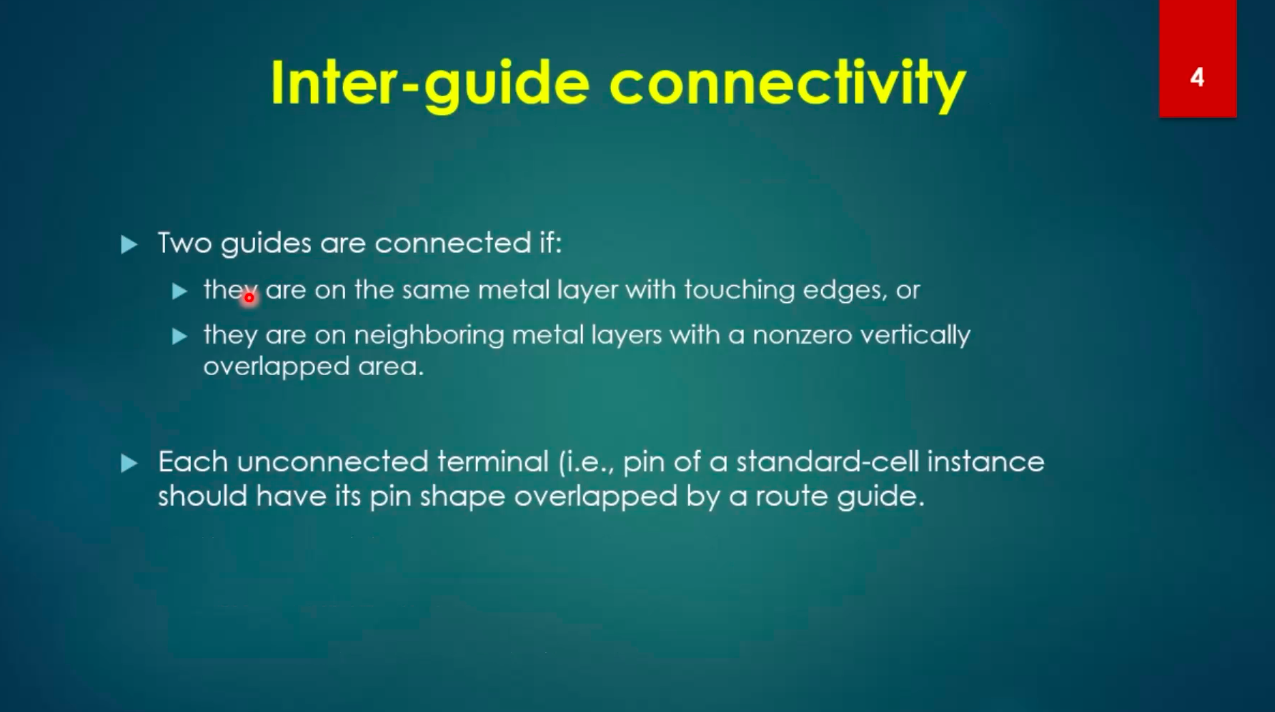 Inter-guide connectivity
4
Two guides are connected if:
they are on the same metal layer with touching edges, or
they are on neighboring metal layers with a nonzero vertically
overlapped area.
Each unconnected terminal (i.e., pin of a standard-cell instance
should have its pin shape overlapped by a route guide.